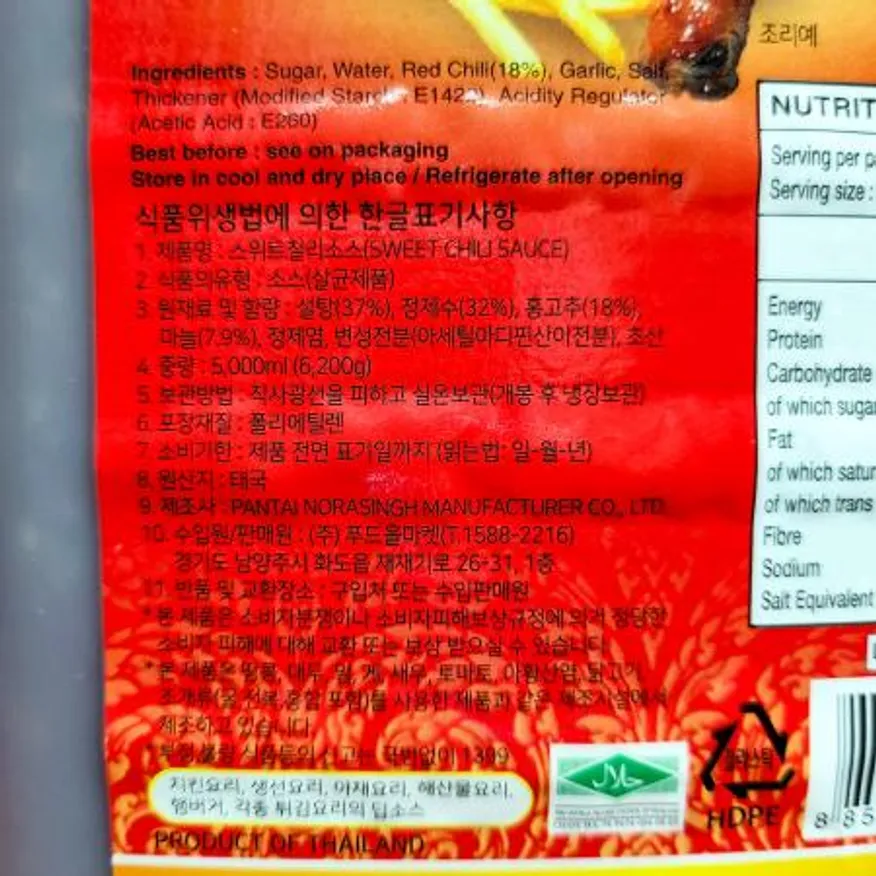 조리예
Ingredients : Sugar, Water, Red Chili(18%), Garlic, Salt,
Thickener (Modified Starch : E1422), Acidity Regulator
(Acetic Acid : E260)
Best before : see on packaging
Store in cool and dry place / Refrigerate after opening
식품위생법에 의한 한글표기사항
1. 제품명 : 스위트칠리소스(SWEET CHILI SAUCE)
2. 식품의유형 : 소스(살균제품)
3. 원재료 및 함량 : 설탕(37%), 정제수(32%), 홍고추(18%),
마늘(7.9%), 정제염, 변성전분(아세틸아디핀산이전분), 초산
4. 중량 : 5,000ml (6,200g)
5. 보관방법 : 직사광선을 피하고 실온보관(개봉 후 냉장보관)
6. 포장재질 : 폴리에틸렌
7. 소비기한 : 제품 전면 표기일까지 (읽는법: 일-월-년)
8. 원산지 : 태국
9. 제조사 : PANTAI NORASINGH MANUFACTURER CO., LTD.
10. 수입원/판매원 : (주) 푸드올마켓(T.1588-2216)
경기도 남양주시 화도읍 재재기로 26-31, 1층
11. 반품 및 교환장소 : 구입처 또는 수입판매원
* 본 제품은 소비자분쟁이나 소비자피해보상규정에 의거 정당한
소비자 피해에 대해 교환 또는 보상 받으실 수 있습니다.
* 본 제품은 땅콩, 대두, 밀, 게, 새우, 토마토, 아황산염, 닭고기,
조개류(굴, 전복, 홍합 포함)를 사용한 제품과 같은 제조시설에서
제조하고 있습니다.
* 부정,불량 식품등의 신고는 국번없이 1399
치킨요리, 생선요리, 야채요리, 해산물요리,
햄버거, 각종 튀김요리의 딥소스
PRODUCT OF THAILAND
플라스틱
HDPE
NUTRIT
Serving per pa
Serving size :
Energy
Protein
Carbohydrate
of which sugar
Fat
of which satur
of which trans
Fibre
Sodium
Salt Equivalent
8 85